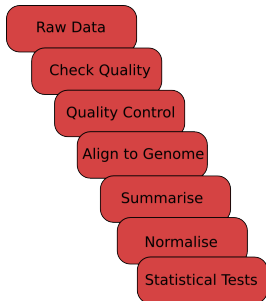 Raw Data
Check Quality
Quality Control
Align to Genome
Summarise
Normalise
Statistical Tests